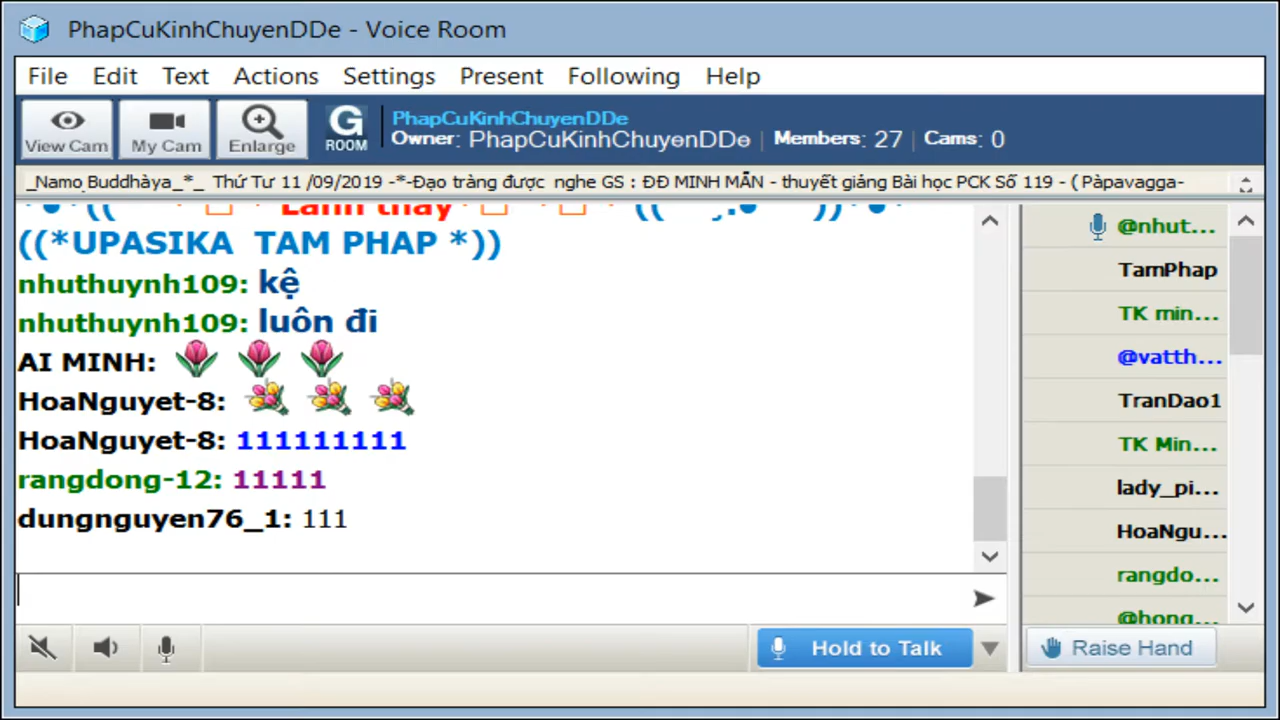 PhapCuKinhChuyenDDe - Voice Room
File Edit Text Actions Settings Present Following Help
View Cam My Cam Enlarge G ROOM
PhapCuKinhChuyenDDe
Owner: PhapCuKinhChuyenDDe | Members: 27 | Cams: 0
_Namo Buddhàya_*_ Thứ Tư 11 /09/2019 -*-Đạo tràng được nghe GS : ĐĐ MINH MẪN - thuyết giảng Bài học PCK Số 119 - ( Pàpavagga-
Lành thay
((*UPASIKA TAM PHAP *))
nhuthuynh109: kệ
nhuthuynh109: luôn đi
AI MINH:
HoaNguyet-8:
HoaNguyet-8: 111111111
rangdong-12: 11111
dungnguyen76_1: 111
@nhut...
TamPhap
TK min...
@vatth...
TranDao1
TK Min...
lady_pi...
HoaNgu...
rangdo...
@hong...
Hold to Talk
Raise Hand